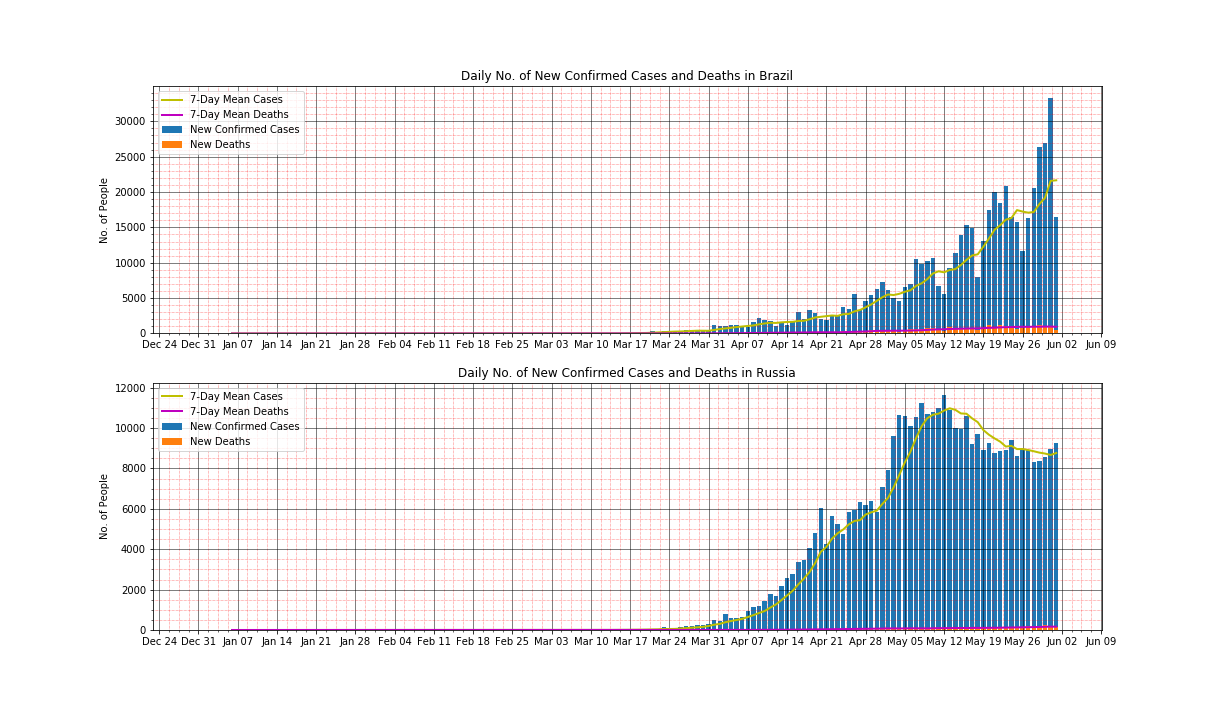 Daily No. of New Confirmed Cases and Deaths in Brazil
7-Day Mean Cases
7-Day Mean Deaths
New Confirmed Cases
New Deaths
No. of People
30000
25000
20000
15000
10000
5000
0
Dec 24 Dec 31 Jan 07 Jan 14 Jan 21 Jan 28 Feb 04 Feb 11 Feb 18 Feb 25 Mar 03 Mar 10 Mar 17 Mar 24 Mar 31 Apr 07 Apr 14 Apr 21 Apr 28 May 05 May 12 May 19 May 26 Jun 02 Jun 09
Daily No. of New Confirmed Cases and Deaths in Russia
7-Day Mean Cases
7-Day Mean Deaths
New Confirmed Cases
New Deaths
No. of People
12000
10000
8000
6000
4000
2000
0
Dec 24 Dec 31 Jan 07 Jan 14 Jan 21 Jan 28 Feb 04 Feb 11 Feb 18 Feb 25 Mar 03 Mar 10 Mar 17 Mar 24 Mar 31 Apr 07 Apr 14 Apr 21 Apr 28 May 05 May 12 May 19 May 26 Jun 02 Jun 09